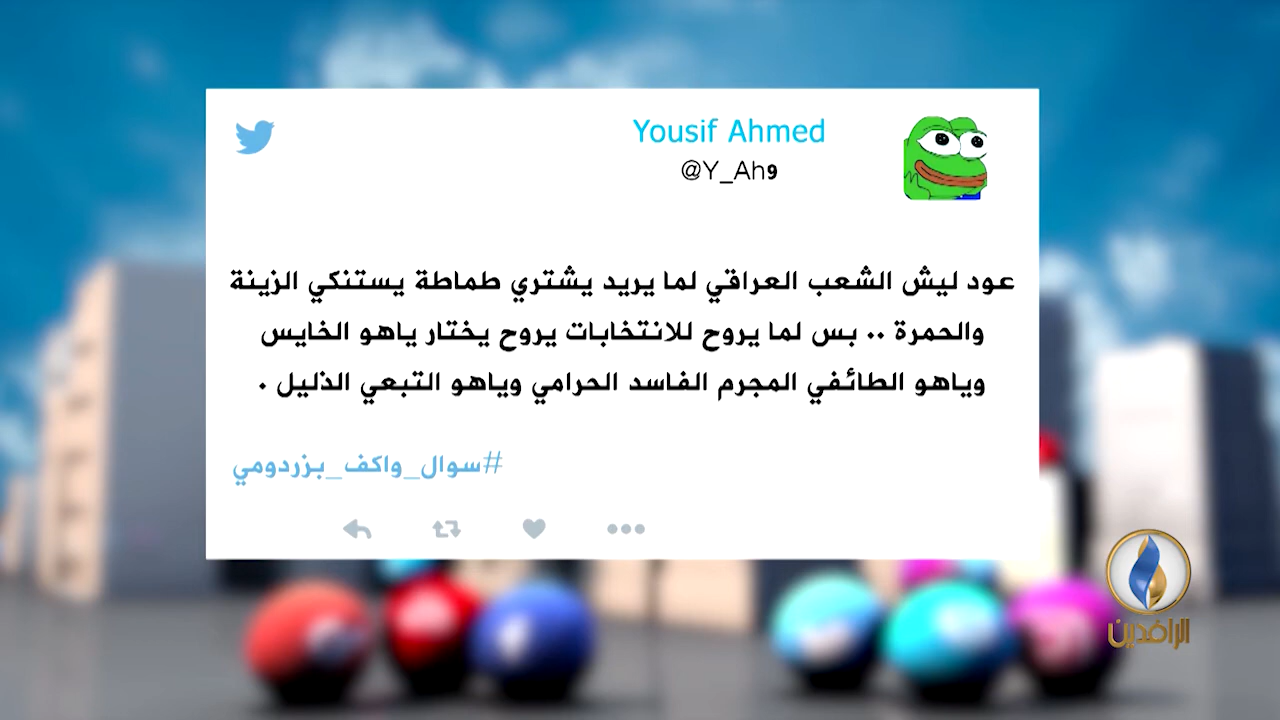 Yousif Ahmed
@Y_Ah9
عود ليش الشعب العراقي لما يريد يشتري طماطة يستنكي الزينة
والحمرة .. بس لما يروح للانتخابات يروح يختار ياهو الخايس
وياهو الطائفي المجرم الفاسد الحرامي وياهو التبعي الذليل .
#سوال_واكف_بزردومي
الرافدين